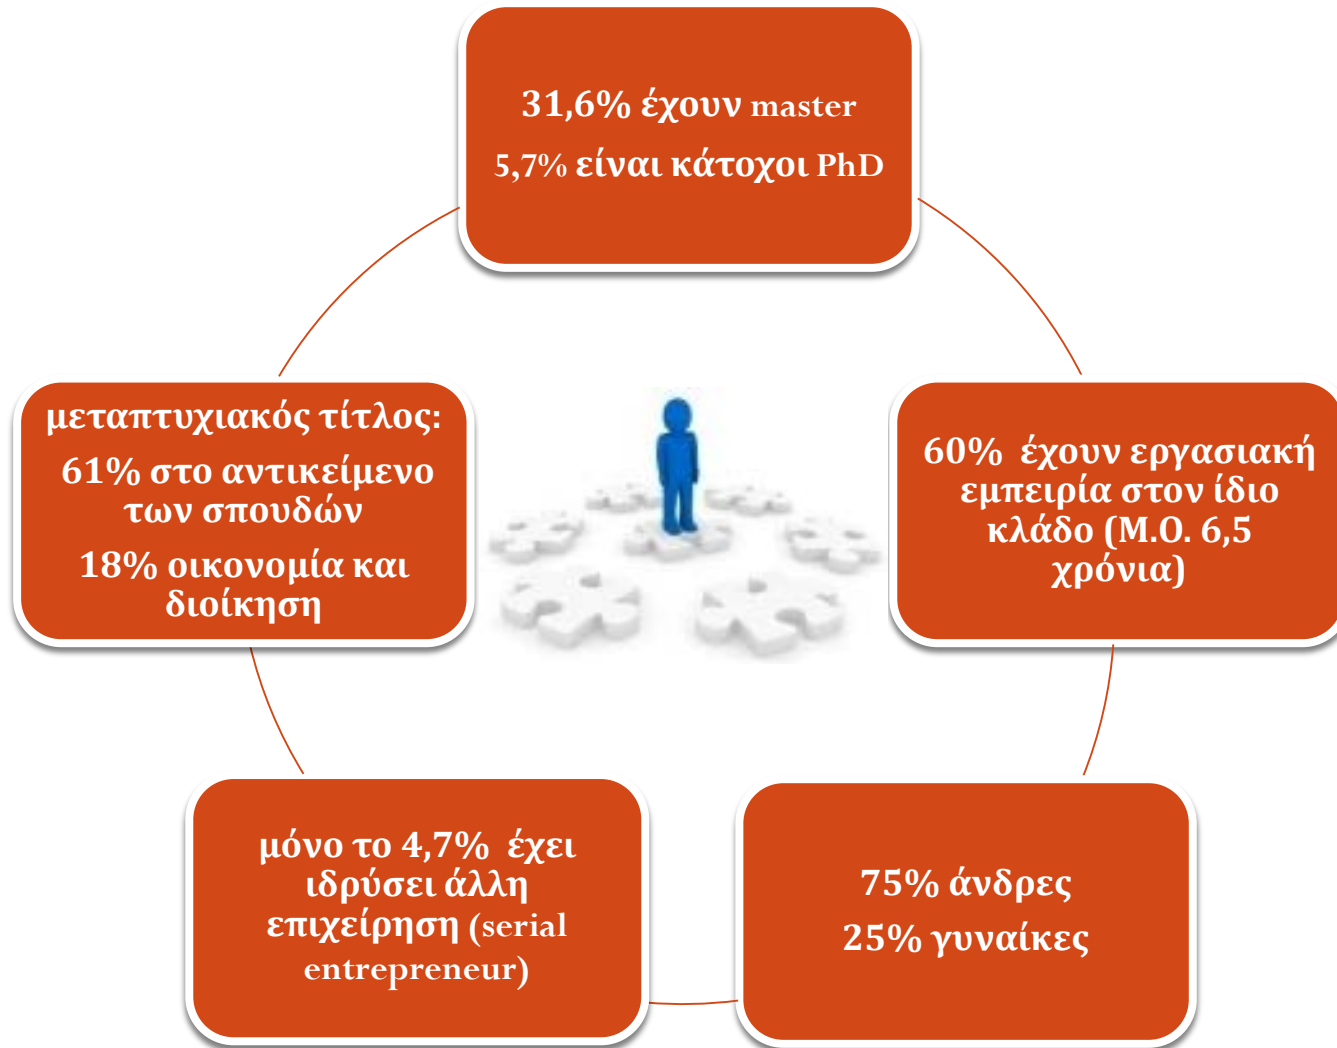 31,6% έχουν master
5,7% είναι κάτοχοι PhD
60% έχουν εργασιακή
εμπειρία στον ίδιο
κλάδο (Μ.Ο. 6,5
χρόνια)
75% άνδρες
25% γυναίκες
μόνο το 4,7% έχει
ιδρύσει άλλη
επιχείρηση (serial
entrepreneur)
μεταπτυχιακός τίτλος:
61% στο αντικείμενο
των σπουδών
18% οικονομία και
διοίκηση